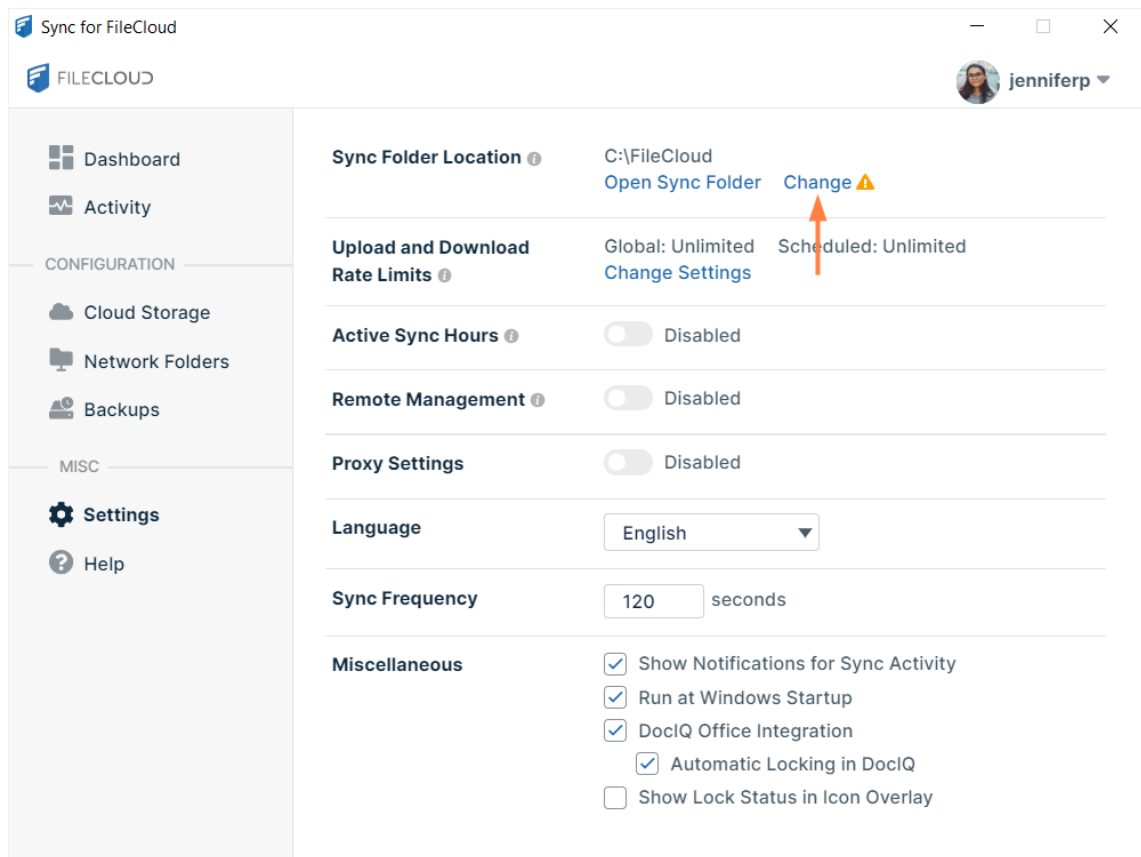 Sync for FileCloud
FILECLOUD
jenniferp
Dashboard
Activity
CONFIGURATION
Cloud Storage
Network Folders
Backups
MISC
Settings
Help
Sync Folder Location
C:\FileCloud
Open Sync Folder Change
Upload and Download
Rate Limits
Global: Unlimited Scheduled: Unlimited
Change Settings
Active Sync Hours
Disabled
Remote Management
Disabled
Proxy Settings
Disabled
Language
English
Sync Frequency
120 seconds
Miscellaneous
Show Notifications for Sync Activity
Run at Windows Startup
DocIQ Office Integration
Automatic Locking in DocIQ
Show Lock Status in Icon Overlay